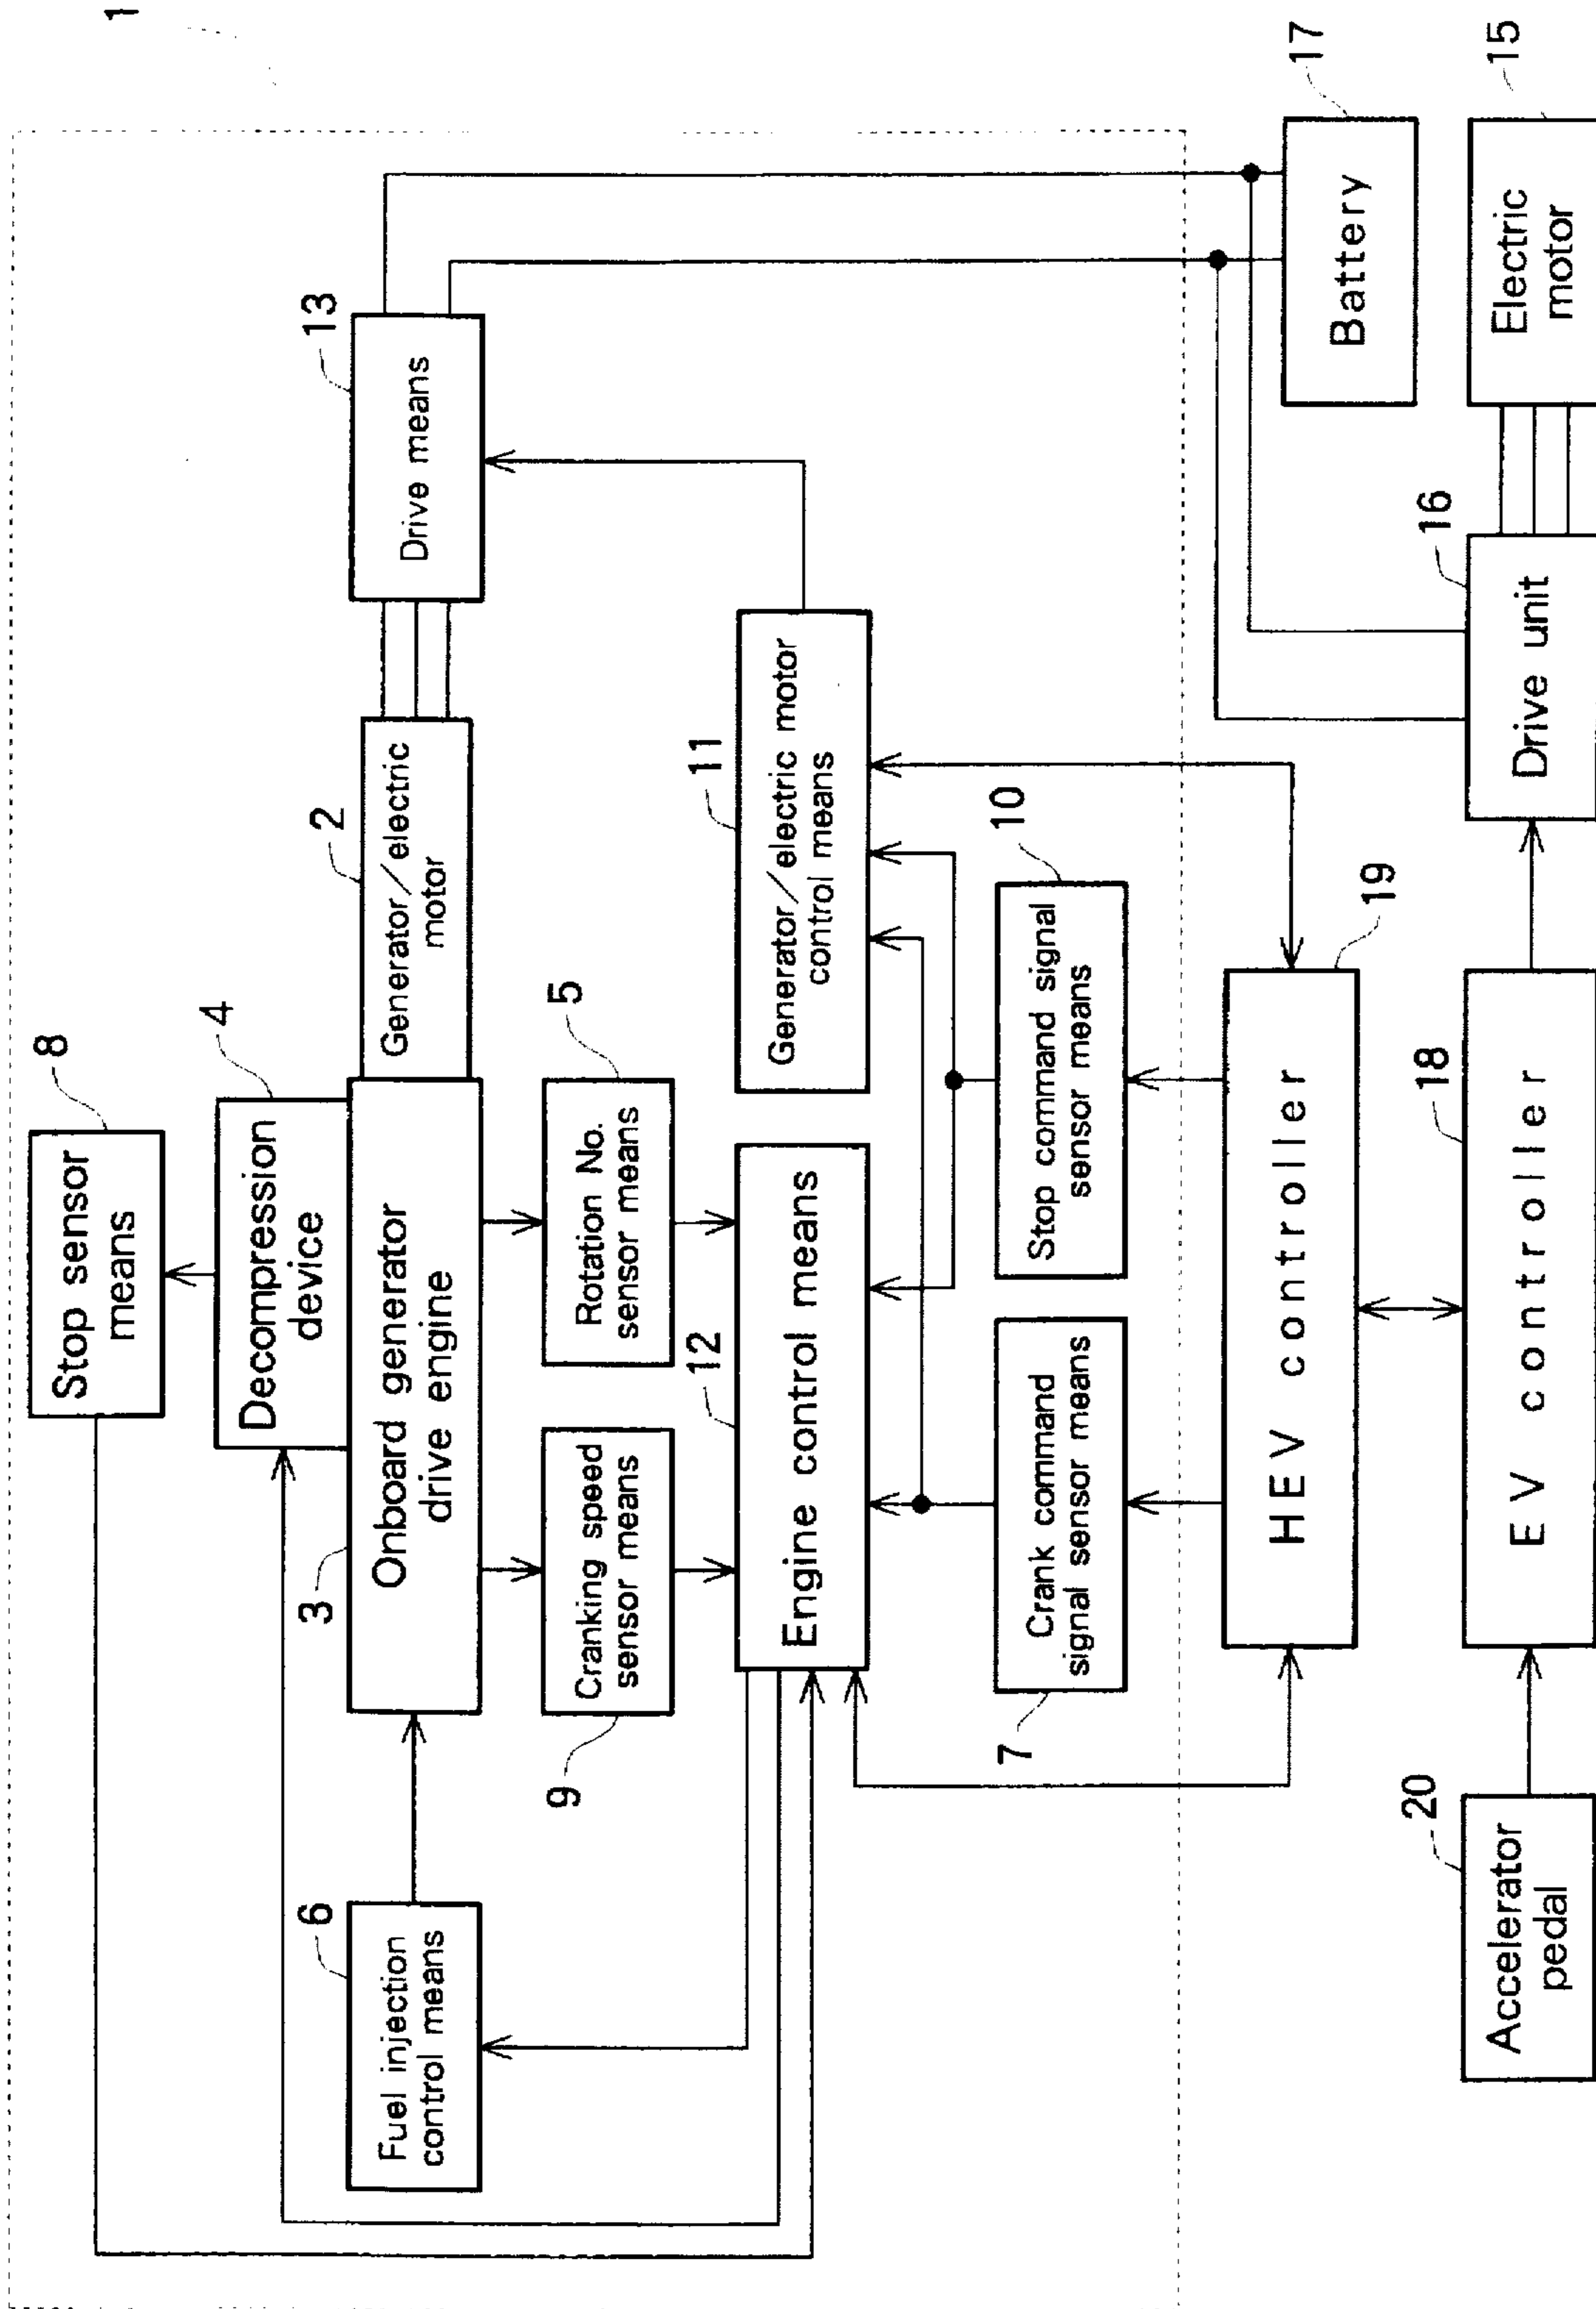 1
8
Stop sensor
means
4
Decompression
device
6
Fuel injection
control means
3
Onboard generator
drive engine
2
Generator/electric
motor
13
Drive means
9
Cranking speed
sensor means
5
Rotation No.
sensor means
12
Engine control means
11
Generator/electric motor
control means
7
Crank command
signal sensor means
10
Stop command signal
sensor means
19
HEV controller
17
Battery
20
Accelerator
pedal
18
EV controller
16
Drive unit
15
Electric
motor